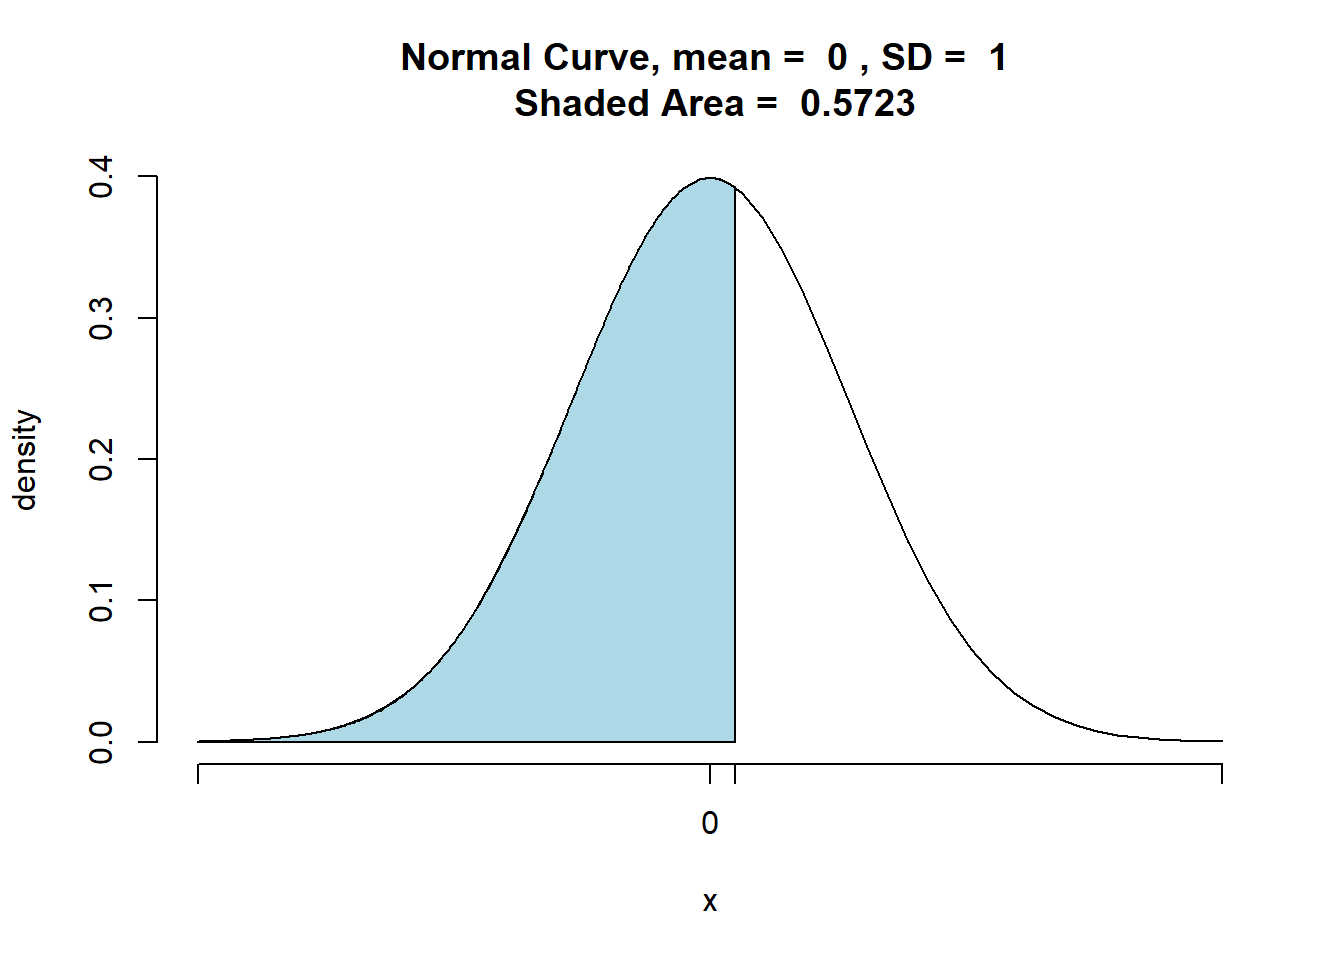 Normal Curve, mean =  0 , SD =  1
Shaded Area =  0.5723
0.4
0.3
0.2
0.1
0.0
density
0
x